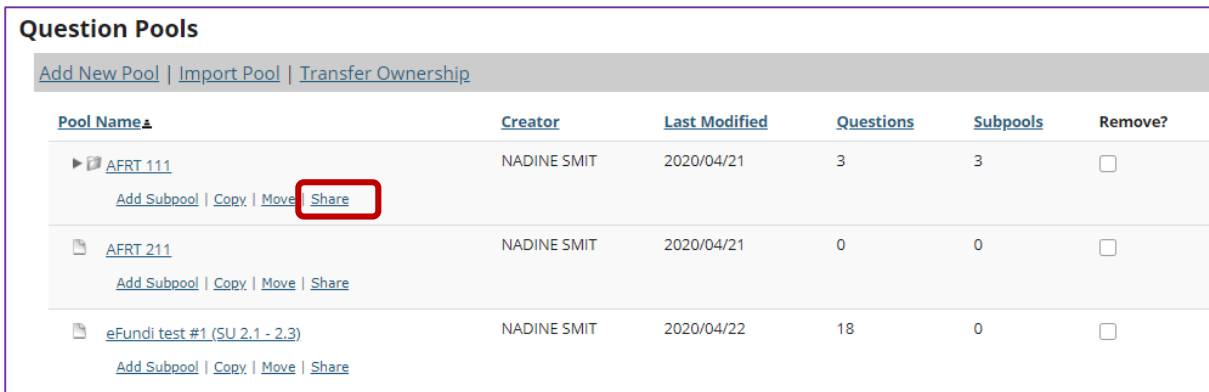 Question Pools
Add New Pool | Import Pool | Transfer Ownership
Pool Name Creator Last Modified Questions Subpools Remove?
AFRT 111 NADINE SMIT 2020/04/21 3 3
Add Subpool | Copy | Move | Share
AFRT 211 NADINE SMIT 2020/04/21 0 0
Add Subpool | Copy | Move | Share
eFundi test #1 (SU 2.1 - 2.3) NADINE SMIT 2020/04/22 18 0
Add Subpool | Copy | Move | Share